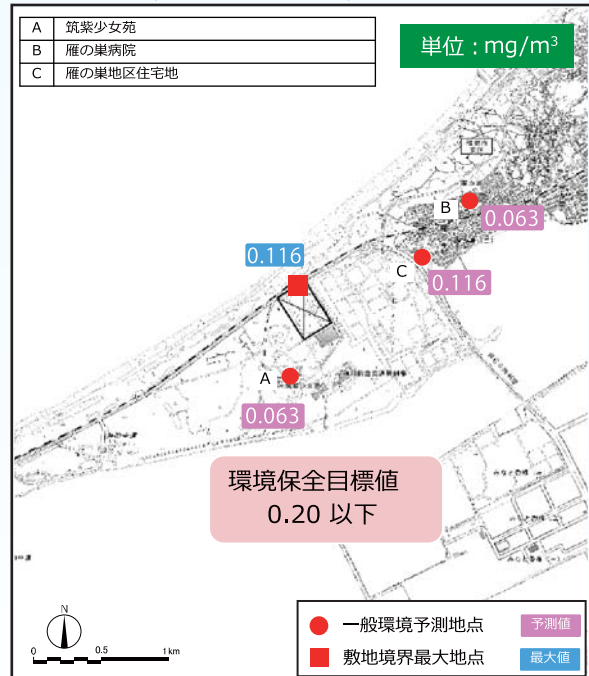 A 筑紫少女苑
B 雁の巣病院
C 雁の巣地区住宅地
単位：mg/m³
B
0.063
0.116
C
0.116
A
0.063
環境保全目標値
0.20 以下
N
0 0.5 1km
一般環境予測地点 予測値
敷地境界最大地点 最大値